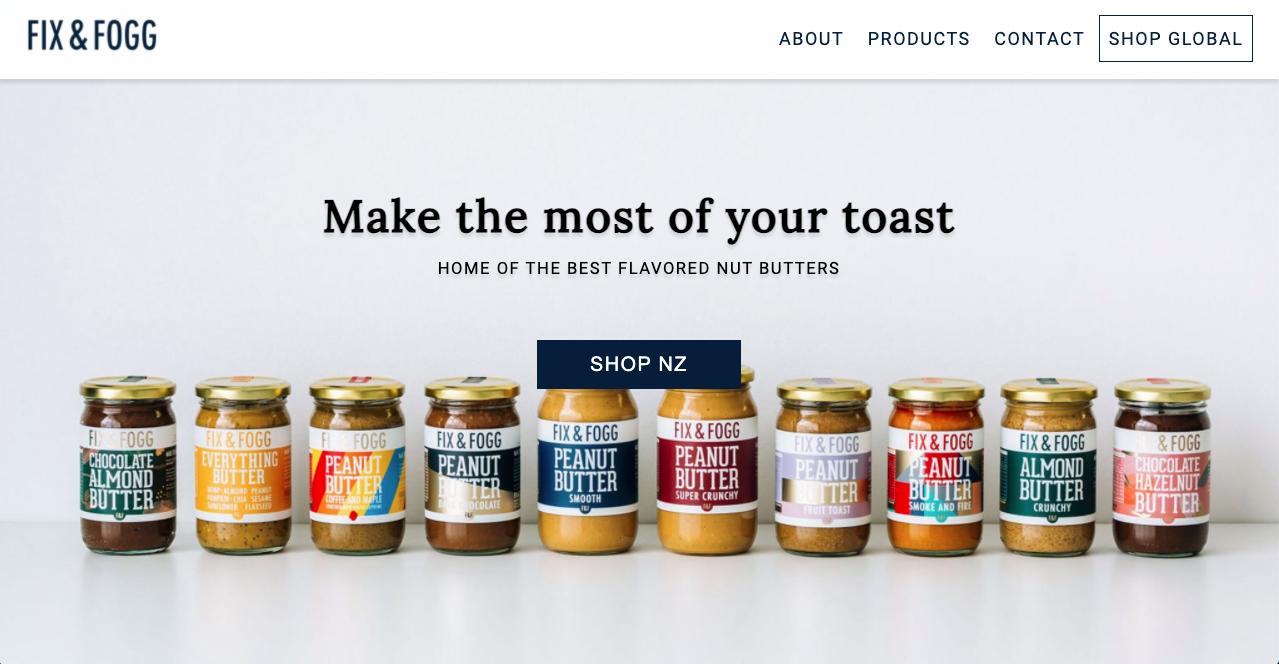 FIX & FOGG
ABOUT PRODUCTS CONTACT SHOP GLOBAL
Make the most of your toast
HOME OF THE BEST FLAVORED NUT BUTTERS
SHOP NZ
FIX & FOGG
CHOCOLATE
ALMOND
BUTTER
FIX & FOGG
EVERYTHING
BUTTER
HEMP · ALMOND PEANUT
PUMPKIN · CHIA SESAME
SUNFLOWER FLAXSEED
FIX & FOGG
PEANUT
BUTTER
COFFEE AND MAPLE
FIX & FOGG
PEANUT
BUTTER
DARK CHOCOLATE
FIX & FOGG
PEANUT
BUTTER
SMOOTH
FIX & FOGG
PEANUT
BUTTER
SUPER CRUNCHY
FIX & FOGG
PEANUT
BUTTER
FRUIT TOAST
FIX & FOGG
PEANUT
BUTTER
SMOKE AND FIRE
FIX & FOGG
ALMOND
BUTTER
CRUNCHY
FIX & FOGG
CHOCOLATE
HAZELNUT
BUTTER